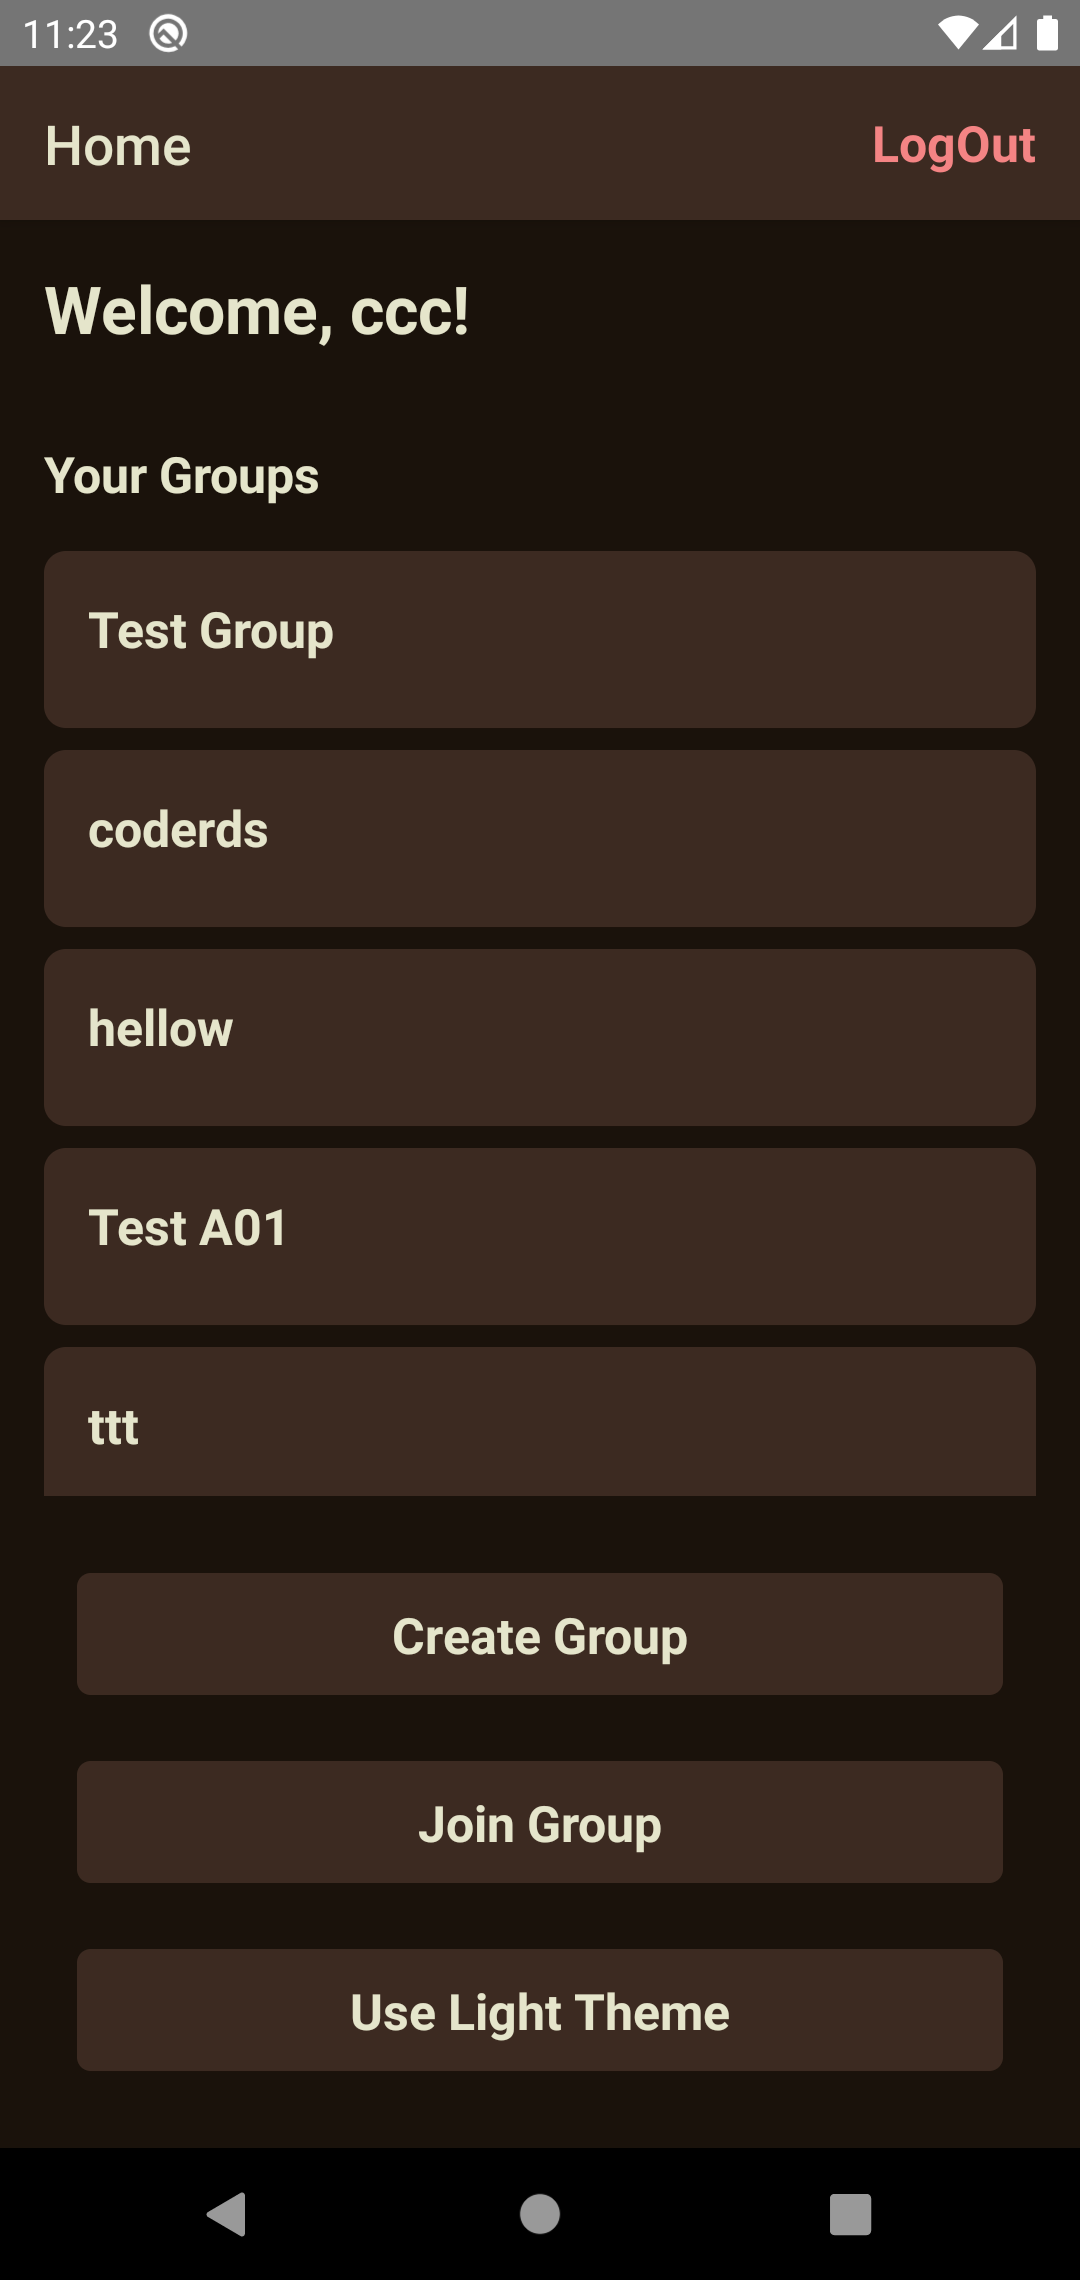 11:23
Home
LogOut
Welcome, ccc!
Your Groups
Test Group
coderds
hellow
Test A01
ttt
Create Group
Join Group
Use Light Theme